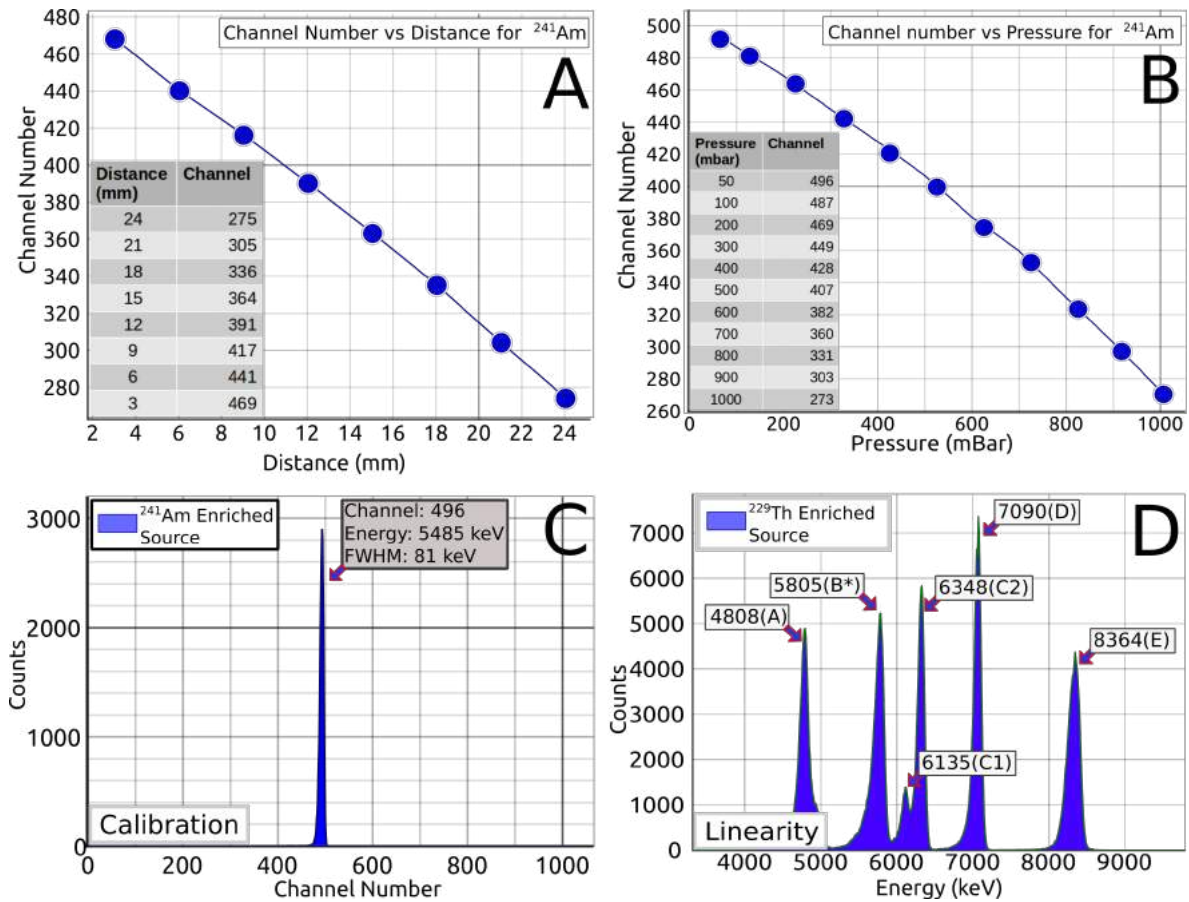 Channel Number vs Distance for ²⁴¹Am
A
480
460
440
420
400
380
360
340
320
300
280
Channel Number
Distance (mm) Channel
24 275
21 305
18 336
15 364
12 391
9 417
6 441
3 469
2 4 6 8 10 12 14 16 18 20 22 24
Distance (mm)
Channel number vs Pressure for ²⁴¹Am
B
500
480
460
440
420
400
380
360
340
320
300
280
260
Channel Number
Pressure (mbar) Channel
50 496
100 487
200 469
300 449
400 428
500 407
600 382
700 360
800 331
900 303
1000 273
0 200 400 600 800 1000
Pressure (mBar)
²⁴¹Am Enriched
Source
Channel: 496
Energy: 5485 keV
FWHM: 81 keV
C
3000
2000
1000
0
Counts
Calibration
0 200 400 600 800 1000
Channel Number
²²⁹Th Enriched
Source
D
7090(D)
5805(B*)
6348(C2)
4808(A)
8364(E)
6135(C1)
7000
6000
5000
4000
3000
2000
1000
0
Counts
Linearity
4000 5000 6000 7000 8000 9000
Energy (keV)